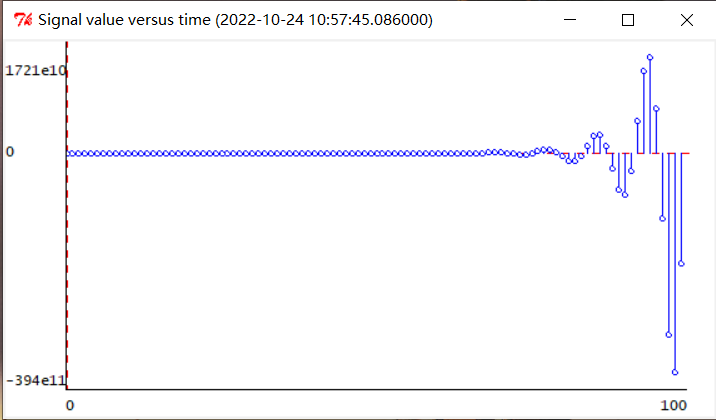 Signal value versus time (2022-10-24 10:57:45.086000)
1721e10
0
-394e11
0 100